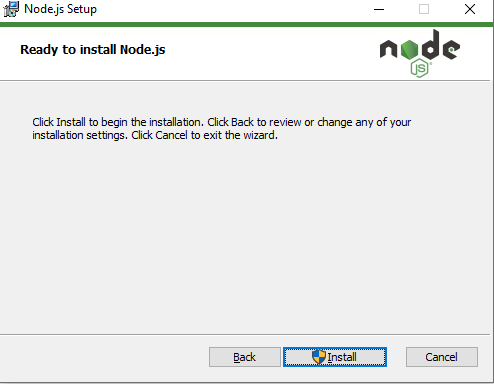 Node.js Setup
Ready to install Node.js
node
JS
Click Install to begin the installation. Click Back to review or change any of your
installation settings. Click Cancel to exit the wizard.
Back
Install
Cancel